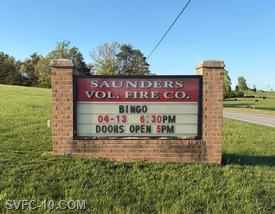 SAUNDERS
VOL. FIRE CO.
BINGO
04-13 6:30PM
DOORS OPEN 5PM
SVFC-10.COM